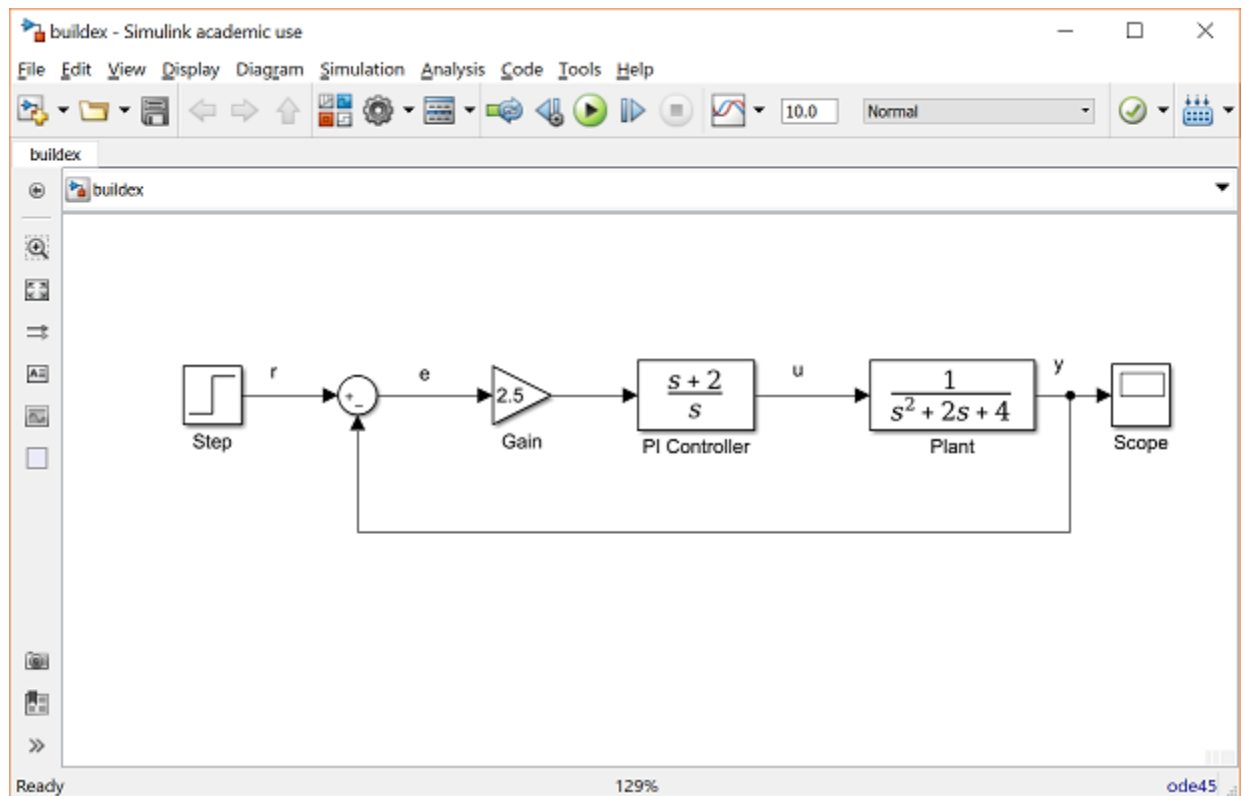 buildex - Simulink academic use
File Edit View Display Diagram Simulation Analysis Code Tools Help
10.0 Normal
buildex
buildex
r e u y
+ _ 2.5 s + 2 1
s s² + 2s + 4
Step Gain PI Controller Plant Scope
Ready 129% ode45